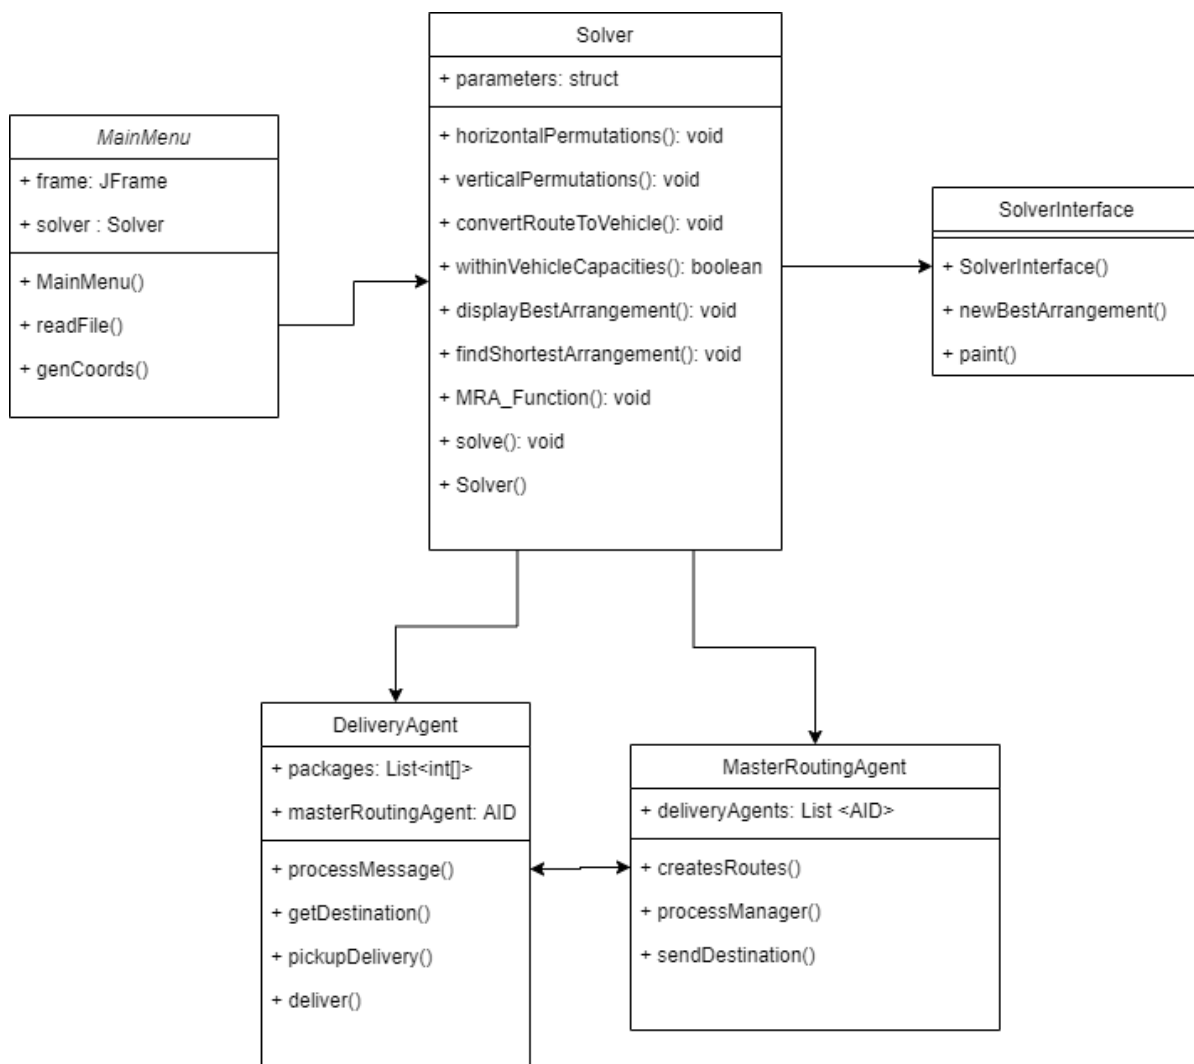 Solver
+ parameters: struct
+ horizontalPermutations(): void
+ verticalPermutations(): void
+ convertRouteToVehicle(): void
+ withinVehicleCapacities(): boolean
+ displayBestArrangement(): void
+ findShortestArrangement(): void
+ MRA_Function(): void
+ solve(): void
+ Solver()
MainMenu
+ frame: JFrame
+ solver : Solver
+ MainMenu()
+ readFile()
+ genCoords()
SolverInterface
+ SolverInterface()
+ newBestArrangement()
+ paint()
DeliveryAgent
+ packages: List<int[]>
+ masterRoutingAgent: AID
+ processMessage()
+ getDestination()
+ pickupDelivery()
+ deliver()
MasterRoutingAgent
+ deliveryAgents: List <AID>
+ createsRoutes()
+ processManager()
+ sendDestination()